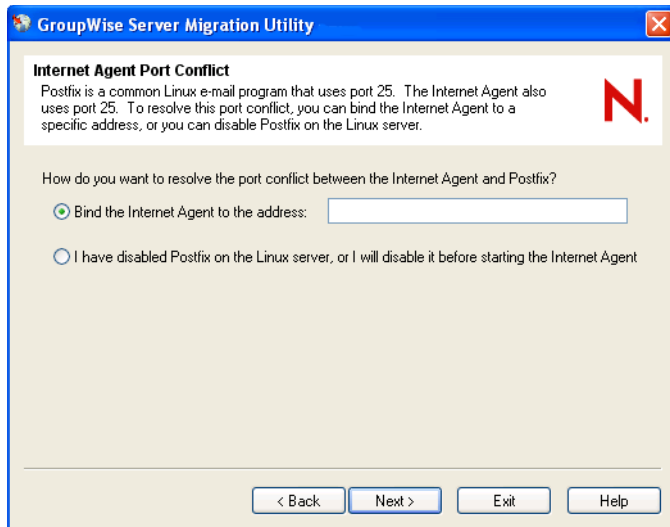 GroupWise Server Migration Utility
Internet Agent Port Conflict
Postfix is a common Linux e-mail program that uses port 25. The Internet Agent also
uses port 25. To resolve this port conflict, you can bind the Internet Agent to a
specific address, or you can disable Postfix on the Linux server.
N.
How do you want to resolve the port conflict between the Internet Agent and Postfix?
Bind the Internet Agent to the address:
I have disabled Postfix on the Linux server, or I will disable it before starting the Internet Agent
< Back Next > Exit Help